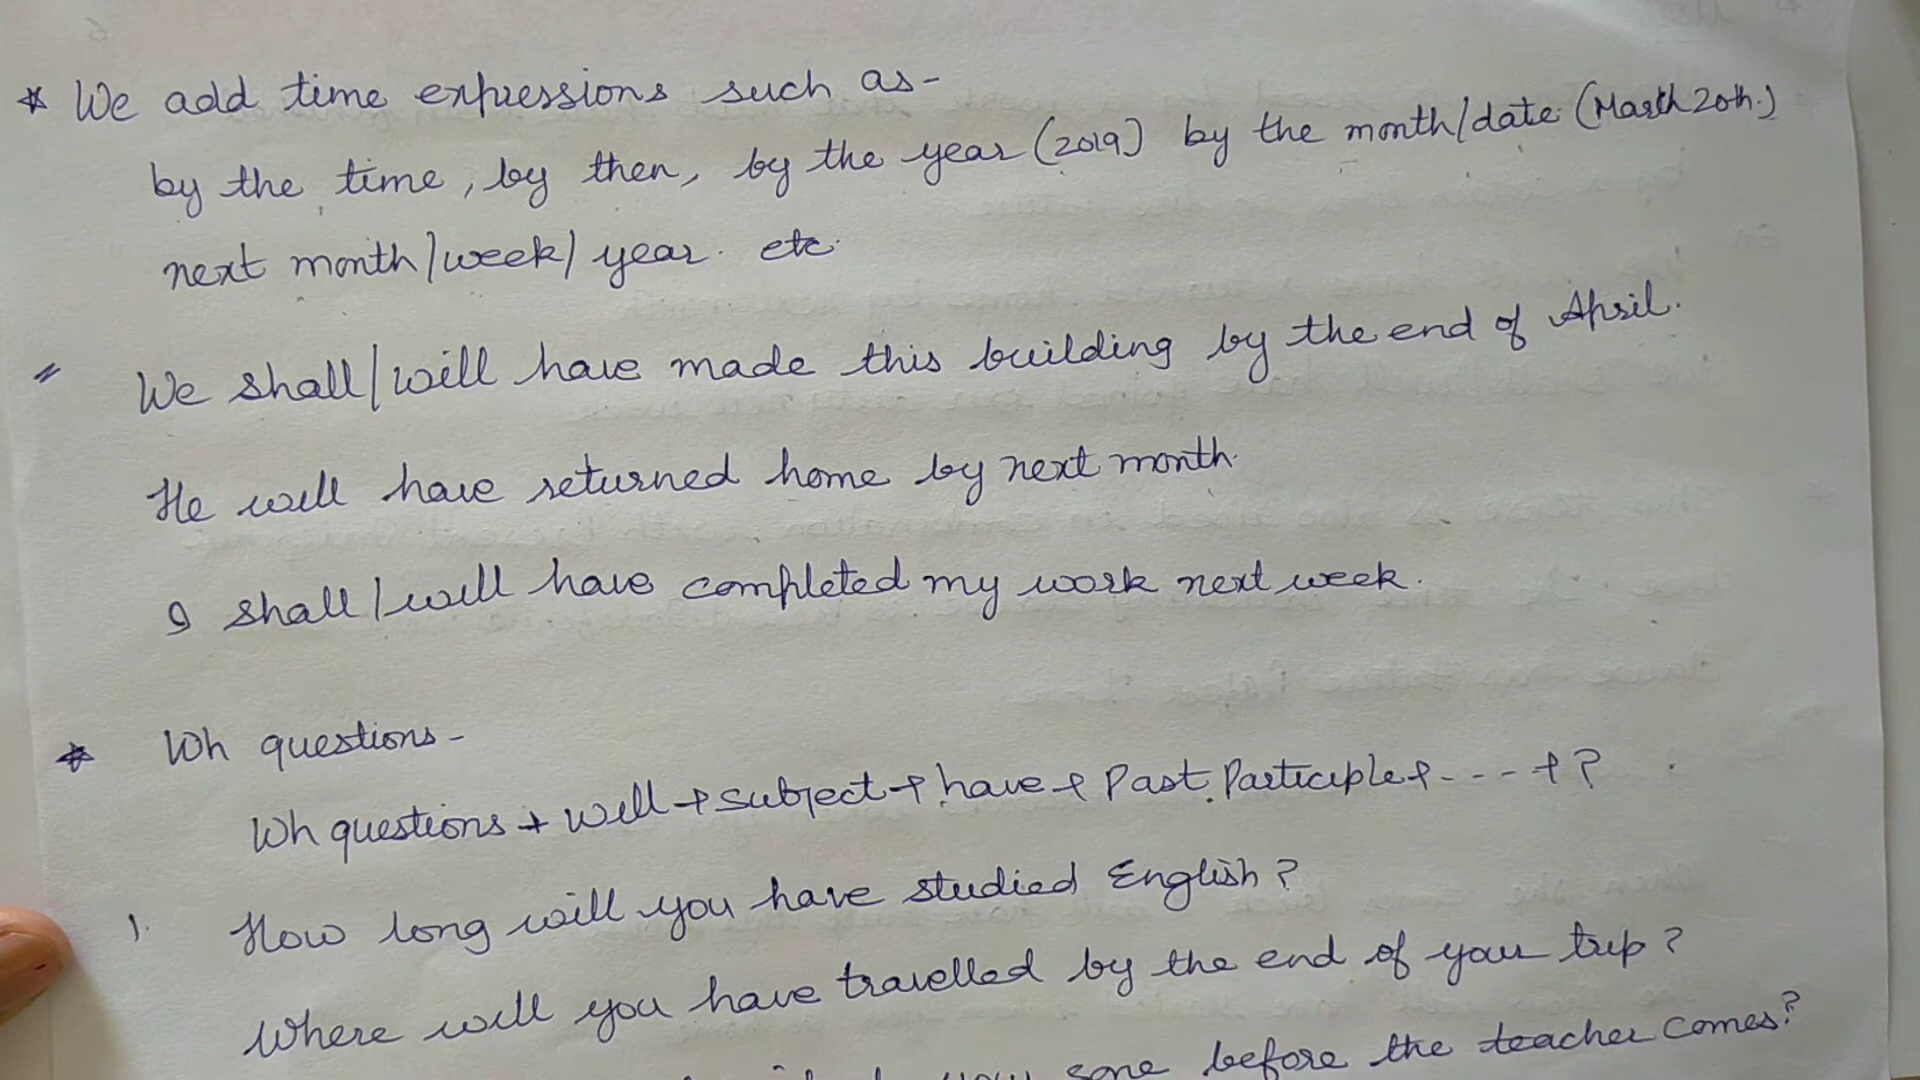 * We add time expressions such as-
by the time, by then, by the year (2019) by the month/date (March 20th.)
next month/week/year. etc.
" We shall/will have made this building by the end of April.
He will have returned home by next month.
I shall/will have completed my work next week.
* Wh questions-
Wh questions + will + subject + have + Past Participle + - - - - + ?
1. How long will you have studied English?
Where will you have travelled by the end of your trip?
before the teacher comes?